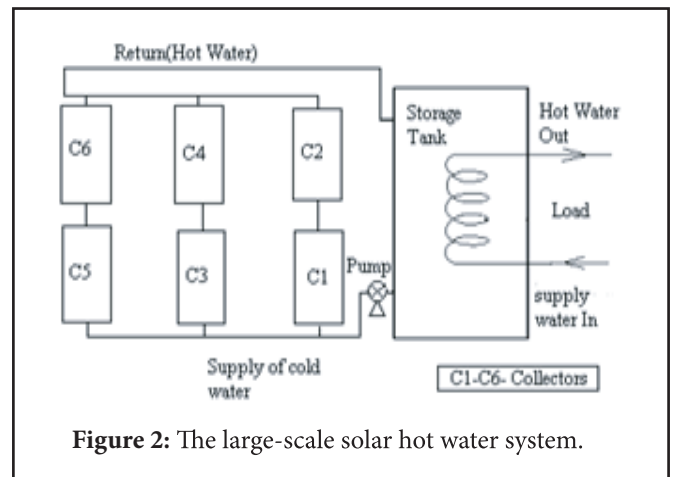 Return(Hot Water)
Storage
Tank
Hot Water
Out
C6
C4
C2
Load
C5
C3
C1
Pump
supply
water In
Supply of cold
water
C1-C6- Collectors
Figure 2: The large-scale solar hot water system.